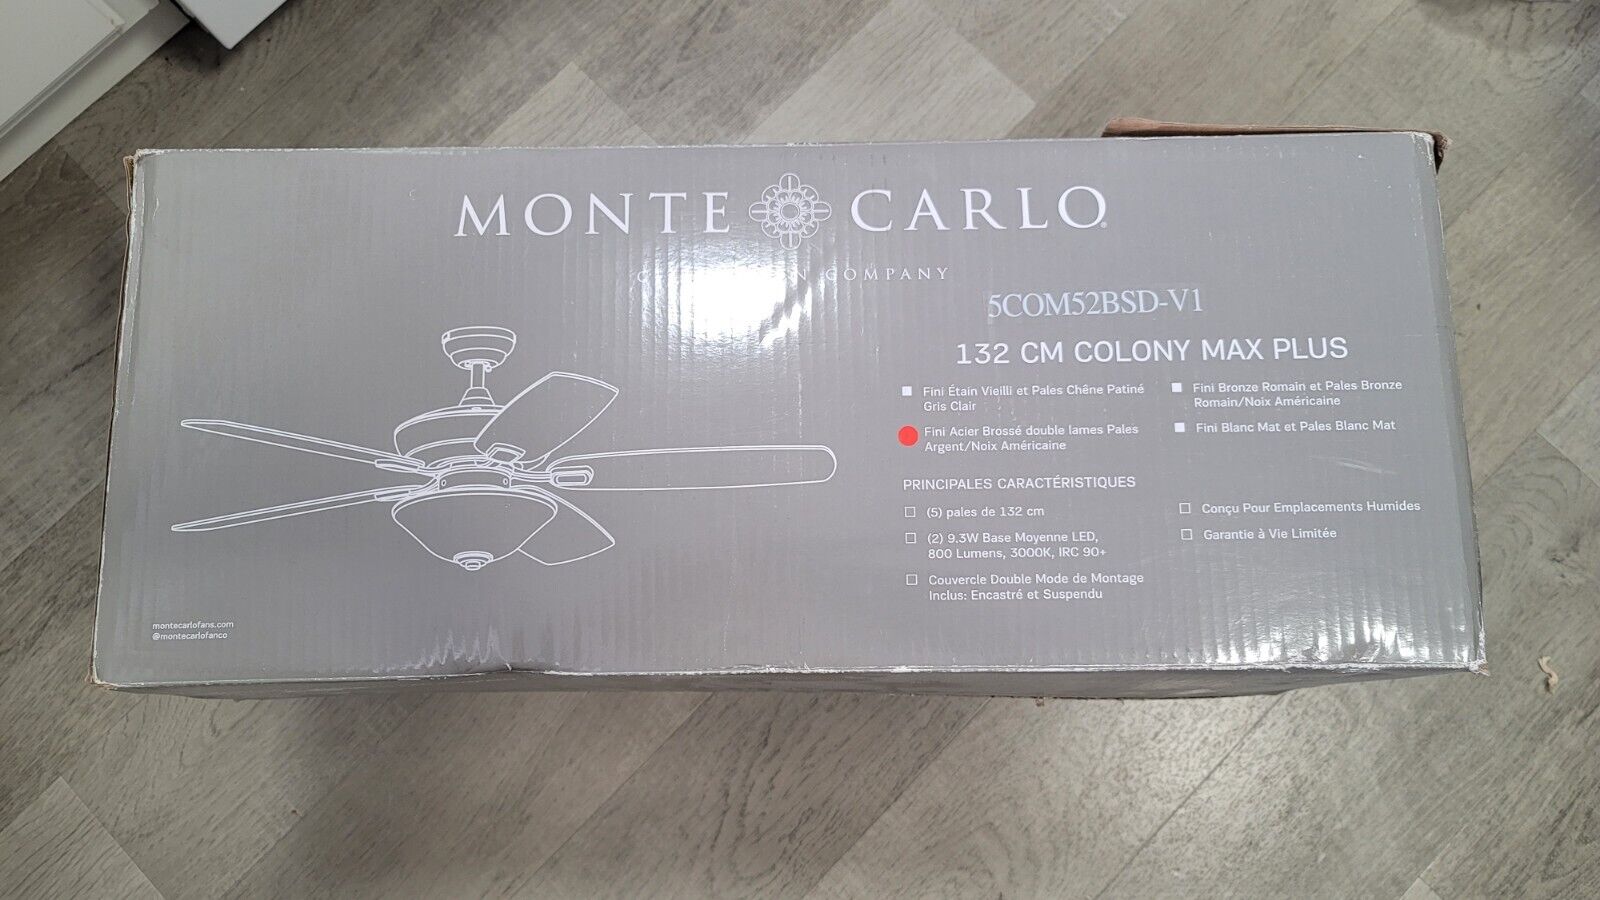 MONTE CARLO
COMPANY
5COM52BSD-V1
132 CM COLONY MAX PLUS
Fini Étain Vieilli et Pales Chêne Patiné
Gris Clair
Fini Acier Brossé double lames Pales
Argent/Noix Américaine
Fini Bronze Romain et Pales Bronze
Romain/Noix Américaine
Fini Blanc Mat et Pales Blanc Mat
PRINCIPALES CARACTÉRISTIQUES
(5) pales de 132 cm
(2) 9.3W Base Moyenne LED,
800 Lumens, 3000K, IRC 90+
Couvercle Double Mode de Montage
Inclus: Encastré et Suspendu
Conçu Pour Emplacements Humides
Garantie à Vie Limitée
montecarlofans.com
@montecarlofanco